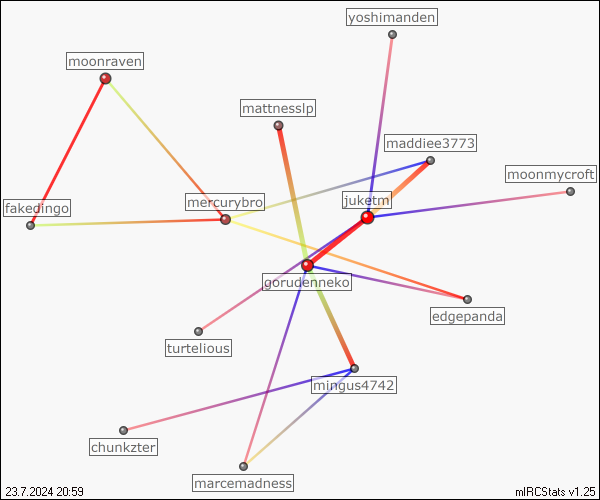 yoshimanden
moonraven
mattnesslp
maddiee3773
moonmycroft
juketm
mercurybro
fakedingo
gorudenneko
edgepanda
turtelious
mingus4742
chunkzter
marcemadness
23.7.2024 20:59
mIRCStats v1.25